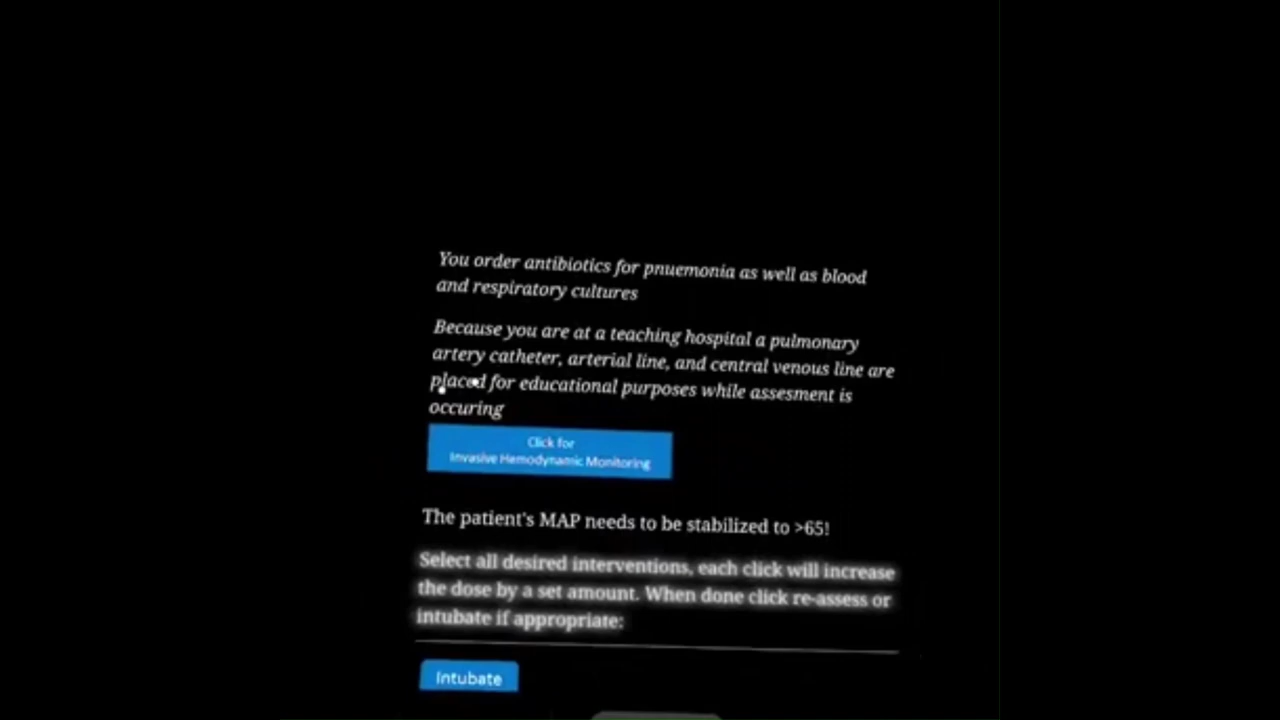 You order antibiotics for pnuemonia as well as blood
and respiratory cultures
Because you are at a teaching hospital a pulmonary
artery catheter, arterial line, and central venous line are
placed for educational purposes while assesment is
occuring
Click for
Invasive Hemodynamic Monitoring
The patient's MAP needs to be stabilized to >65!
Select all desired interventions, each click will increase
the dose by a set amount. When done click re-assess or
intubate if appropriate:
Intubate